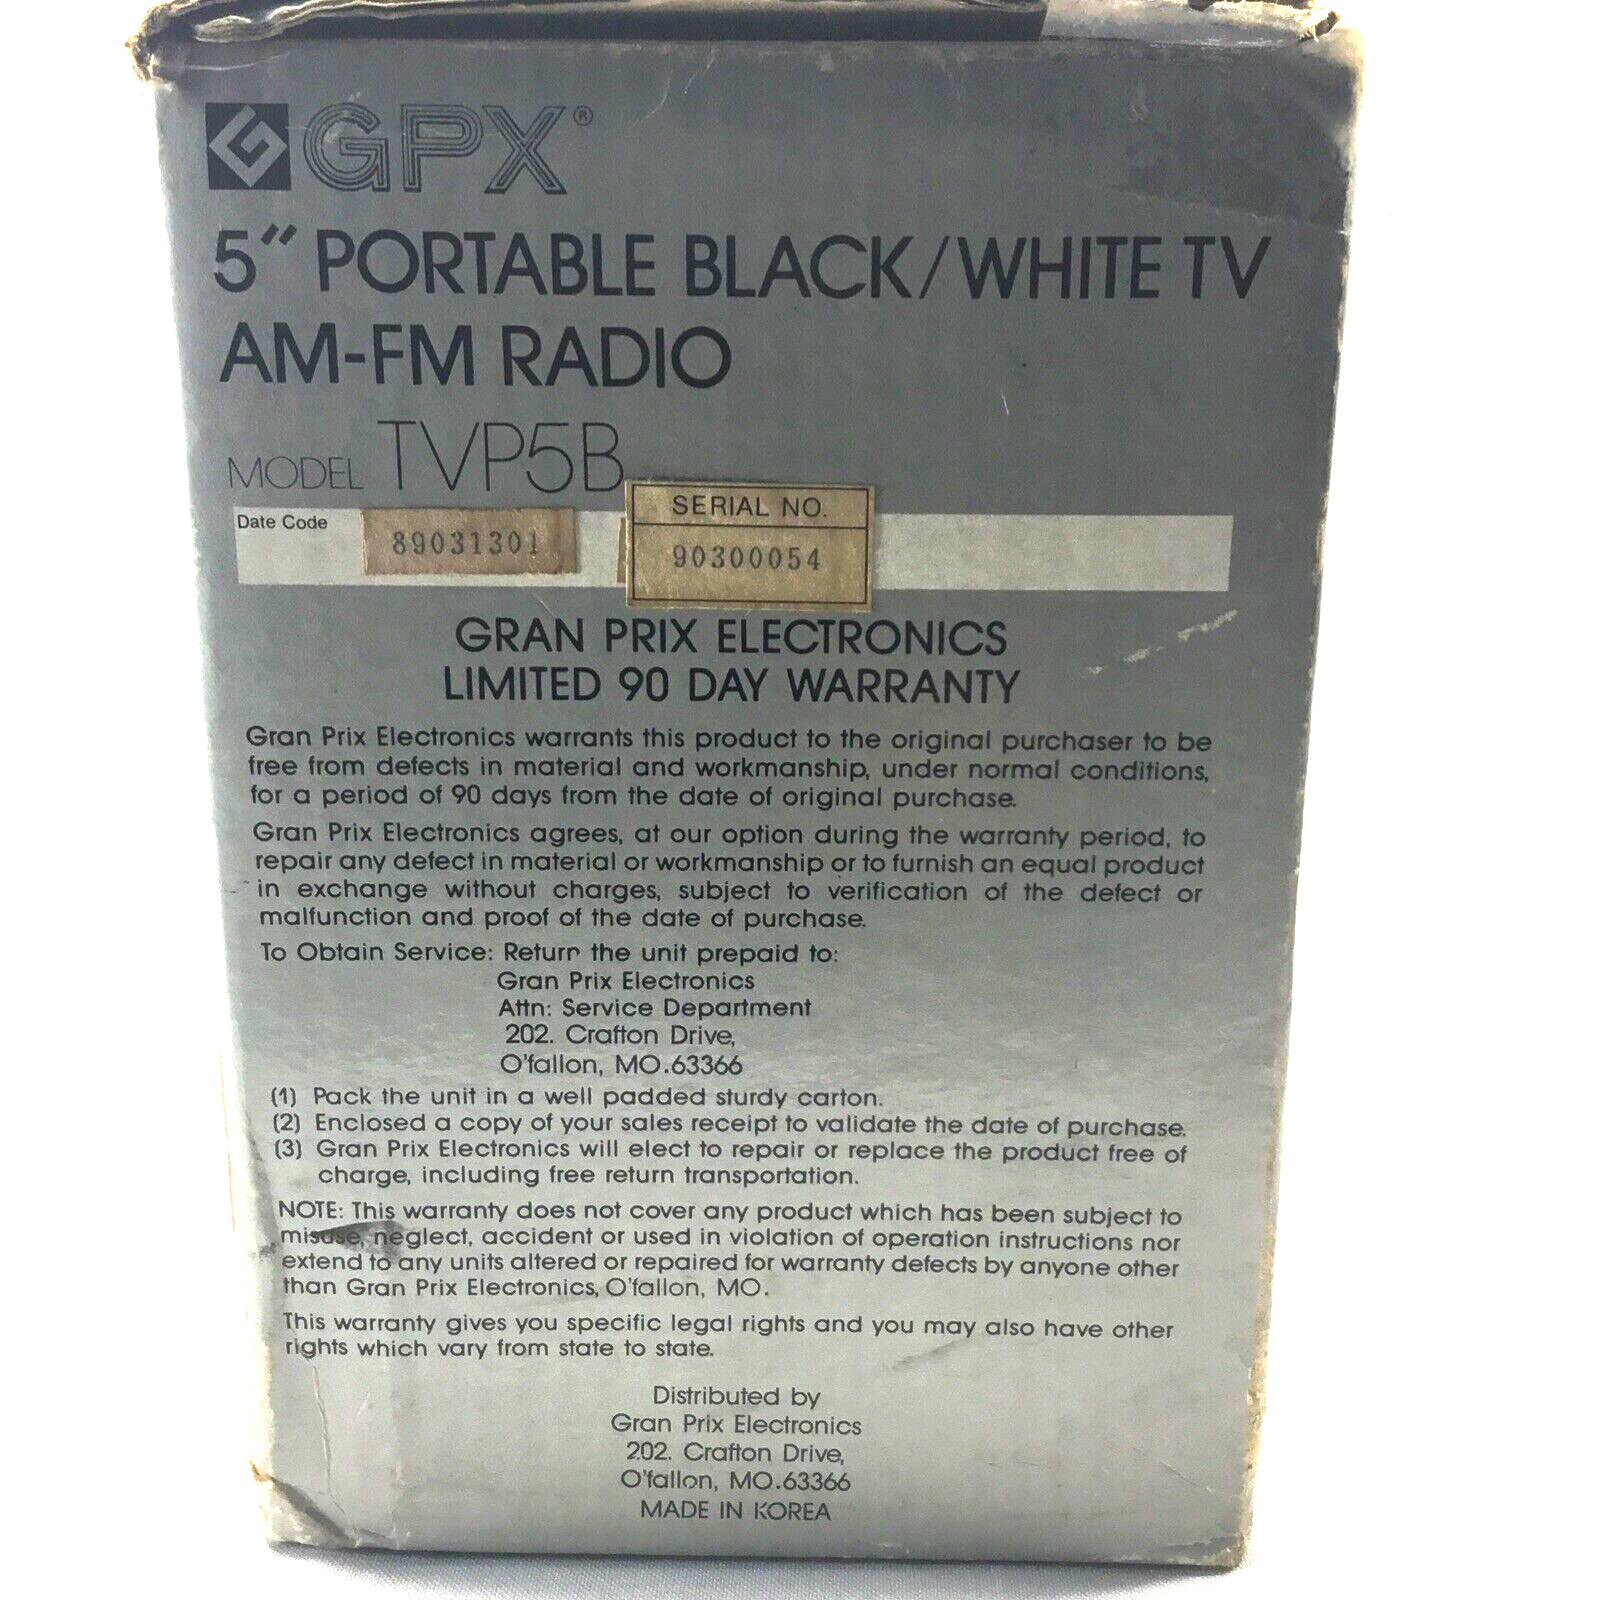 G GPX®
5" PORTABLE BLACK/WHITE TV
AM-FM RADIO
MODEL TVP5B
Date Code 89031301
SERIAL NO.
90300054
GRAN PRIX ELECTRONICS
LIMITED 90 DAY WARRANTY
Gran Prix Electronics warrants this product to the original purchaser to be
free from defects in material and workmanship, under normal conditions,
for a period of 90 days from the date of original purchase.
Gran Prix Electronics agrees, at our option during the warranty period, to
repair any defect in material or workmanship or to furnish an equal product
in exchange without charges, subject to verification of the defect or
malfunction and proof of the date of purchase.
To Obtain Service: Return the unit prepaid to:
Gran Prix Electronics
Attn: Service Department
202. Crafton Drive,
O'fallon, MO.63366
(1) Pack the unit in a well padded sturdy carton.
(2) Enclosed a copy of your sales receipt to validate the date of purchase.
(3) Gran Prix Electronics will elect to repair or replace the product free of
charge, including free return transportation.
NOTE: This warranty does not cover any product which has been subject to
misuse, neglect, accident or used in violation of operation instructions nor
extend to any units altered or repaired for warranty defects by anyone other
than Gran Prix Electronics, O'fallon, MO.
This warranty gives you specific legal rights and you may also have other
rights which vary from state to state.
Distributed by
Gran Prix Electronics
202. Crafton Drive,
O'fallon, MO.63366
MADE IN KOREA